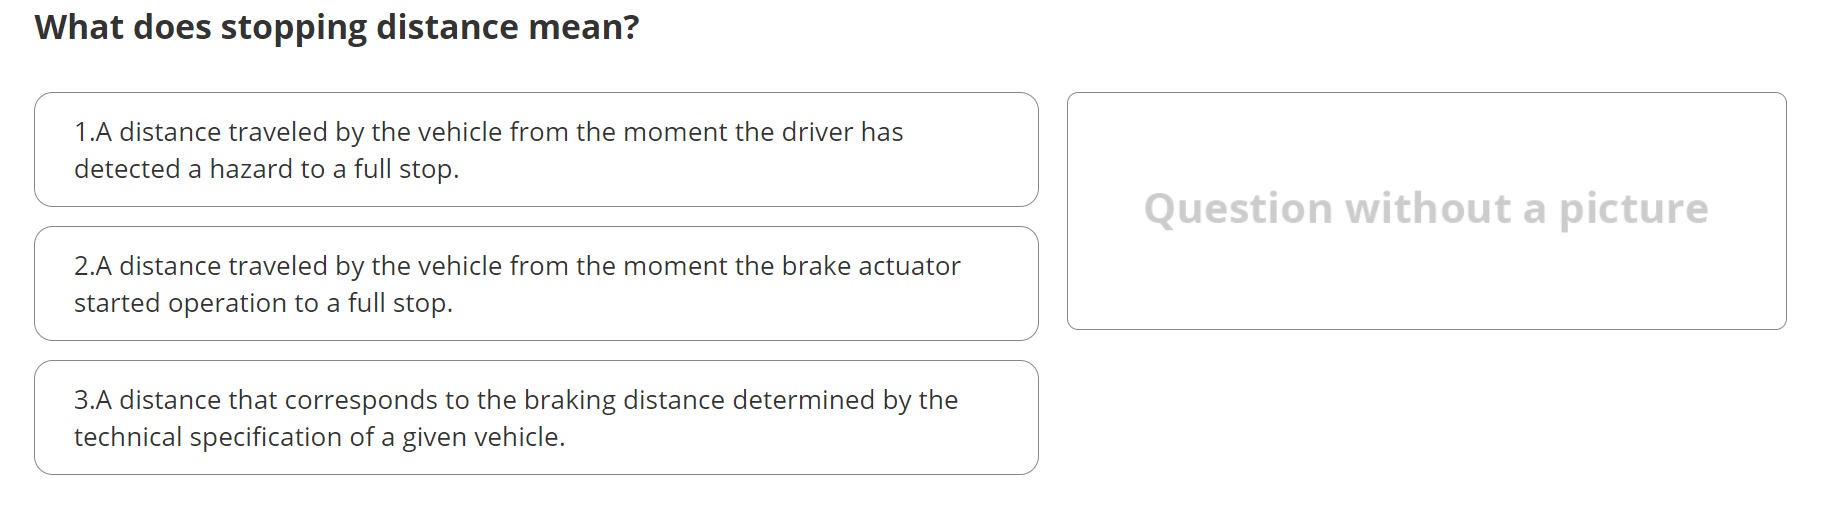 What does stopping distance mean?
1.A distance traveled by the vehicle from the moment the driver has
detected a hazard to a full stop.
2.A distance traveled by the vehicle from the moment the brake actuator
started operation to a full stop.
3.A distance that corresponds to the braking distance determined by the
technical specification of a given vehicle.
Question without a picture